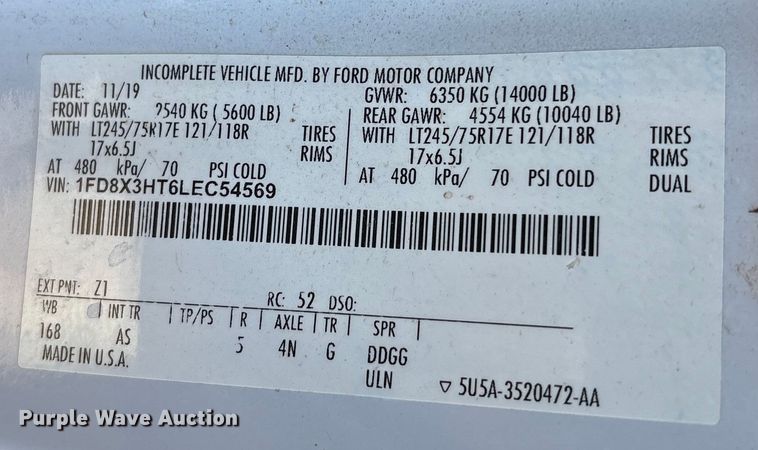 INCOMPLETE VEHICLE MFD. BY FORD MOTOR COMPANY
DATE: 11/19 GVWR: 6350 KG (14000 LB)
FRONT GAWR: 2540 KG (5600 LB) REAR GAWR: 4554 KG (10040 LB)
WITH LT245/75R17E 121/118R TIRES WITH LT245/75R17E 121/118R TIRES
17x6.5J RIMS 17x6.5J RIMS
AT 480 kPa/ 70 PSI COLD AT 480 kPa/ 70 PSI COLD DUAL
VIN: 1FD8X3HT6LEC54569
EXT PNT: Z1 RC: 52 DSO:
WB INT TR TP/PS R AXLE TR SPR
168 AS 5 4N G DDGG
MADE IN U.S.A. ULN ▽ 5U5A-3520472-AA
Purple Wave Auction